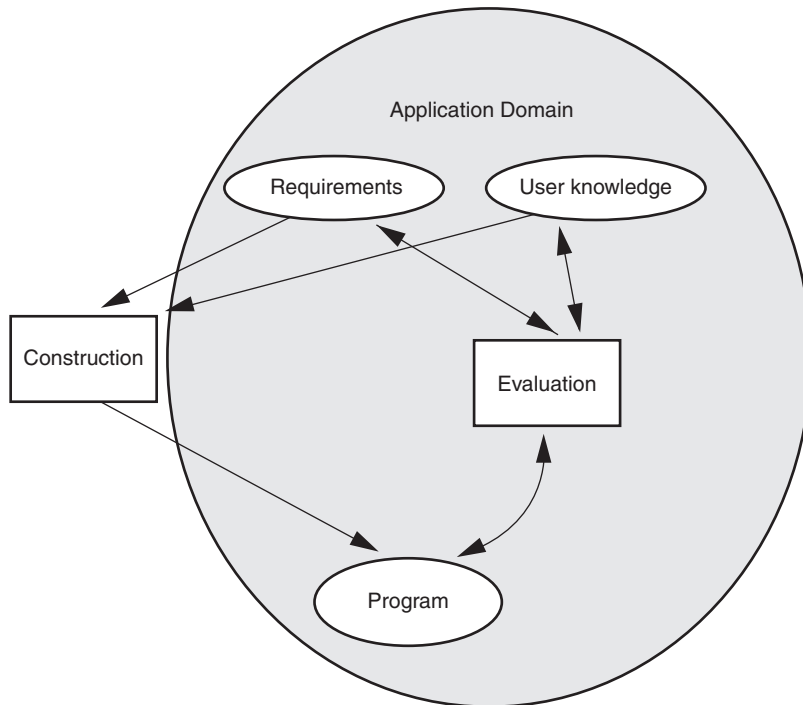 Application Domain
Requirements
User knowledge
Construction
Evaluation
Program